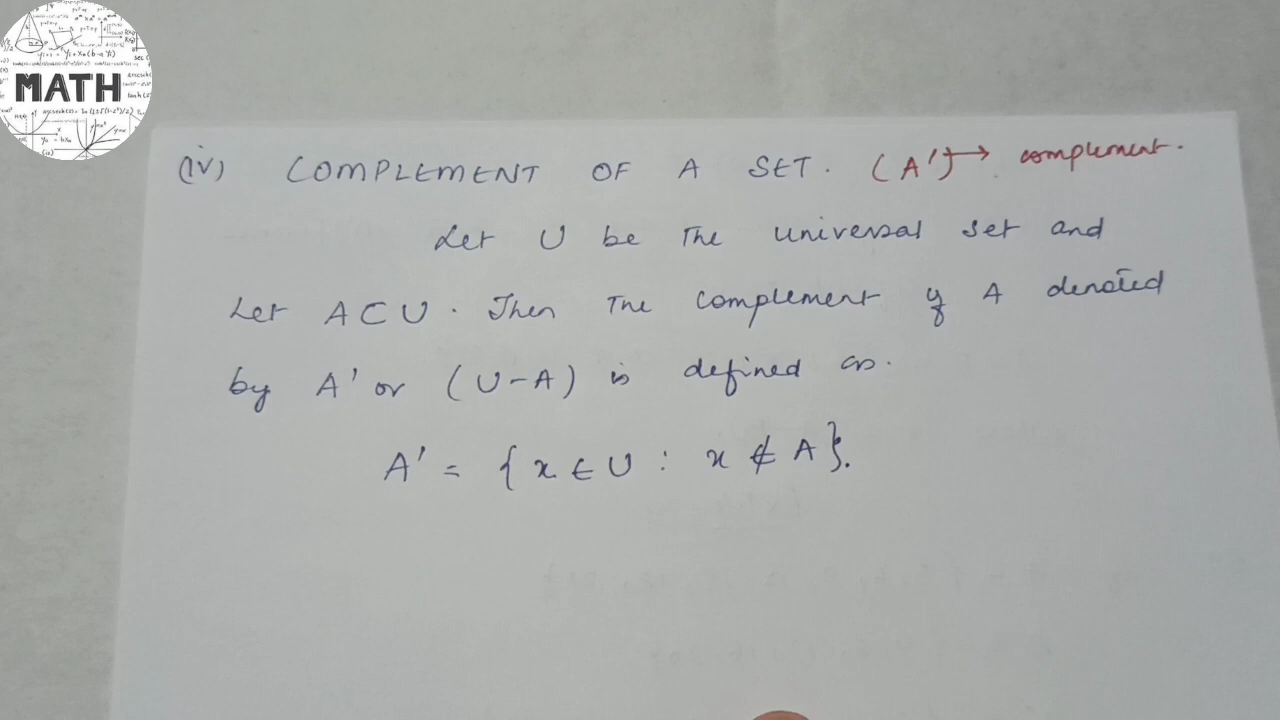 MATH
(iv) COMPLEMENT OF A SET. (A') → complement.
Let U be the universal set and
Let A ⊂ U. Then the complement of A denoted
by A' or (U-A) is defined as.
A' = {x ∈ U : x ∉ A}.